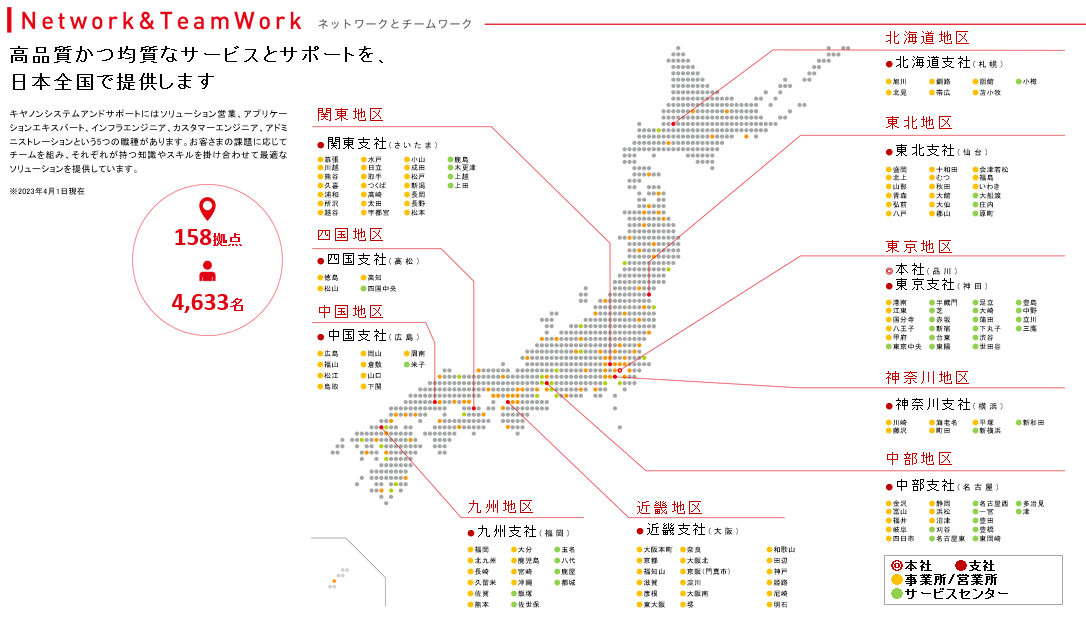 Network&TeamWork ネットワークとチームワーク
高品質かつ均質なサービスとサポートを、
日本全国で提供します
キヤノンシステムアンドサポートにはソリューション営業、アプリケー
ションエキスパート、インフラエンジニア、カスタマーエンジニア、アドミ
ニストレーションという5つの職種があります。お客さまの課題に応じて
チームを組み、それぞれが持つ知識やスキルを掛け合わせて最適な
ソリューションを提供しています。
※2023年4月1日現在
158拠点
4,633名
関東地区
関東支社(さいたま)
幕張 水戸 小山 鹿島
川越 日立 成田 木更津
熊谷 取手 松戸 上越
久喜 つくば 新潟 上田
浦和 高崎 長岡
所沢 太田 長野
越谷 宇都宮 松本
四国地区
四国支社(高松)
徳島 高知
松山 四国中央
中国地区
中国支社(広島)
広島 岡山 周南
福山 倉敷 米子
松江 山口
鳥取 下関
九州地区
九州支社(福岡)
福岡 大分 玉名
北九州 鹿児島 八代
長崎 宮崎 鹿屋
久留米 沖縄 都城
佐賀 飯塚
熊本 佐世保
近畿地区
近畿支社(大阪)
大阪本町 奈良 和歌山
京都 大阪北 田辺
福知山 京阪(門真市) 神戸
滋賀 淀川 姫路
彦根 大阪南 尼崎
東大阪 堺 明石
北海道地区
北海道支社(札幌)
旭川 釧路 函館 小樽
北見 帯広 苫小牧
東北地区
東北支社(仙台)
盛岡 十和田 会津若松
北上 むつ 福島
山形 秋田 いわき
青森 大館 大船渡
弘前 大仙 庄内
八戸 郡山 原町
東京地区
本社(品川)
東京支社(神田)
港南 半蔵門 足立 豊島
江東 芝 大崎 中野
国分寺 赤坂 蒲田 立川
八王子 新宿 下丸子 三鷹
甲府 台東 渋谷
東京中央 東陽 世田谷
神奈川地区
神奈川支社(横浜)
川崎 海老名 平塚 新杉田
藤沢 町田 新横浜
中部地区
中部支社(名古屋)
金沢 静岡 名古屋西 多治見
富山 浜松 一宮 津
福井 沼津 豊田
岐阜 刈谷 豊橋
四日市 名古屋東 東岡崎
本社 支社
事業所/営業所
サービスセンター